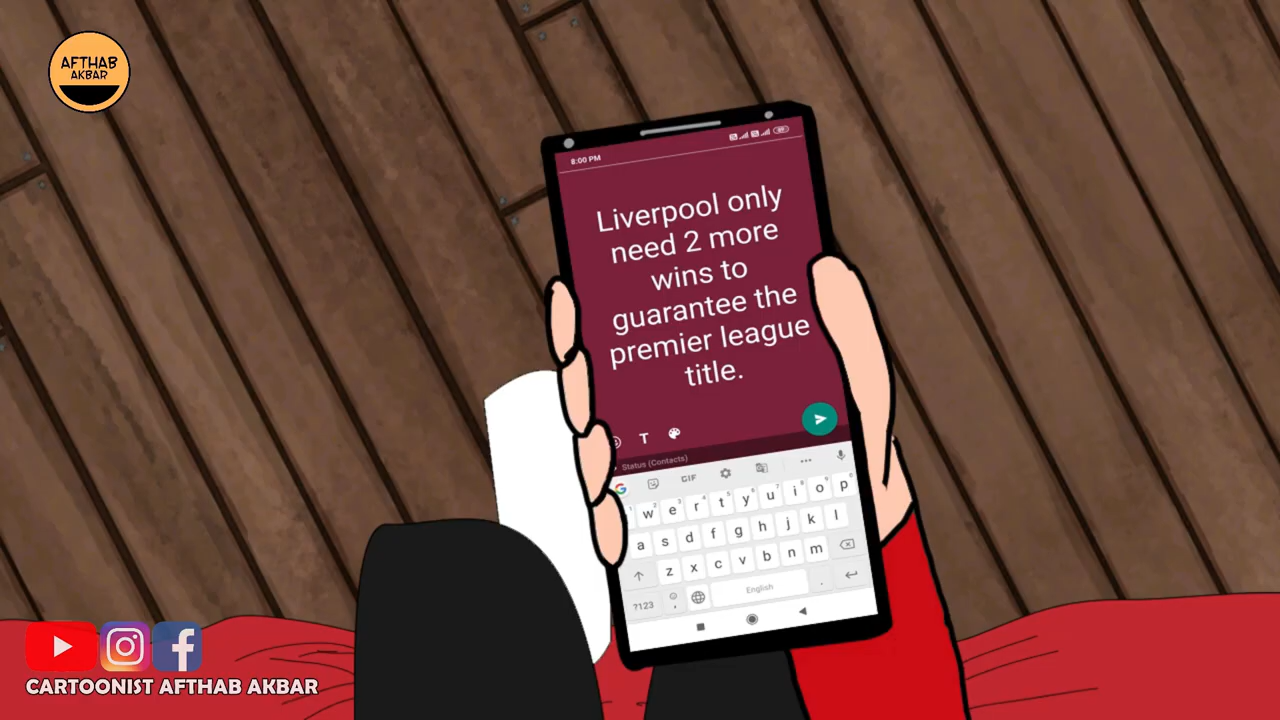 AFTHAB
AKBAR
8:00 PM
Liverpool only
need 2 more
wins to
guarantee the
premier league
title.
T
Status (Contacts)
GIF
w e r t y u i o p
a s d f g h j k l
z x c v b n m
?123 , English .
CARTOONIST AFTHAB AKBAR